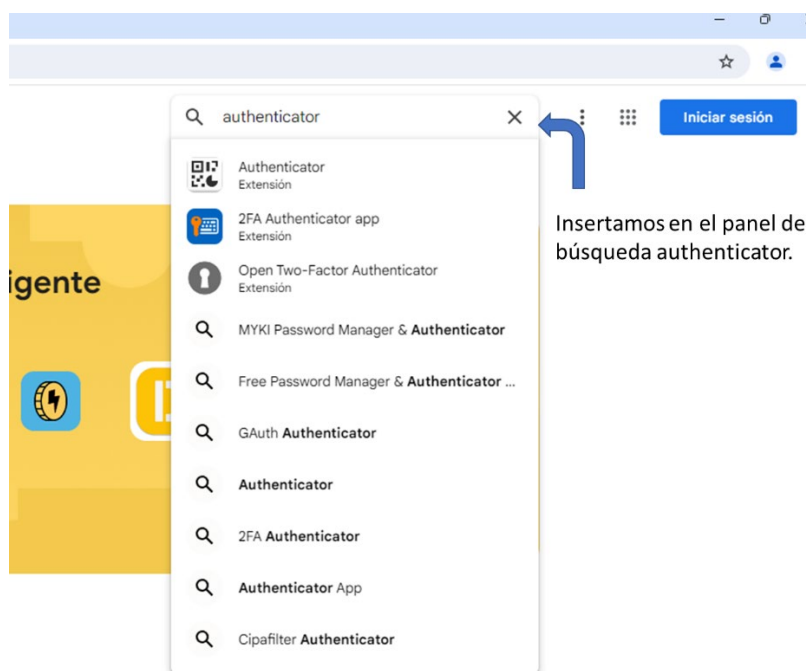 authenticator
Iniciar sesión
Authenticator
Extensión
2FA Authenticator app
Extensión
Insertamos en el panel de
búsqueda authenticator.
Open Two-Factor Authenticator
Extensión
igente
MYKI Password Manager & Authenticator
Free Password Manager & Authenticator ...
GAuth Authenticator
Authenticator
2FA Authenticator
Authenticator App
Cipafilter Authenticator